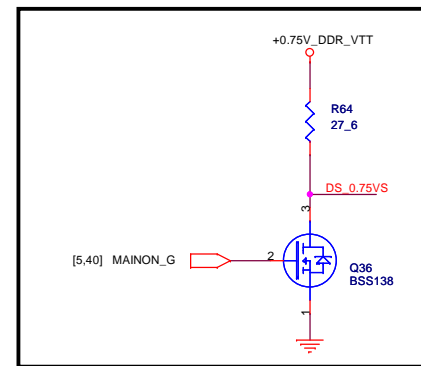 +0.75V_DDR_VTT
R64
27_6
DS_0.75VS
3
[5,40] MAINON_G
2
Q36
BSS138
1